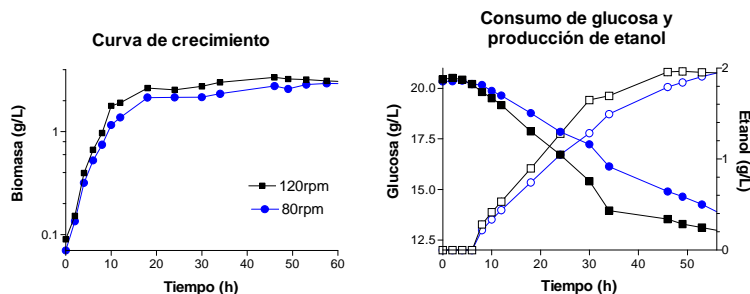 Curva de crecimiento
Biomasa (g/L)
1
0.1
120rpm
80rpm
0 10 20 30 40 50 60
Tiempo (h)
Consumo de glucosa y
producción de etanol
Glucosa (g/L)
20.0
17.5
15.0
12.5
2
1
0
Etanol (g/L)
0 10 20 30 40 50
Tiempo (h)